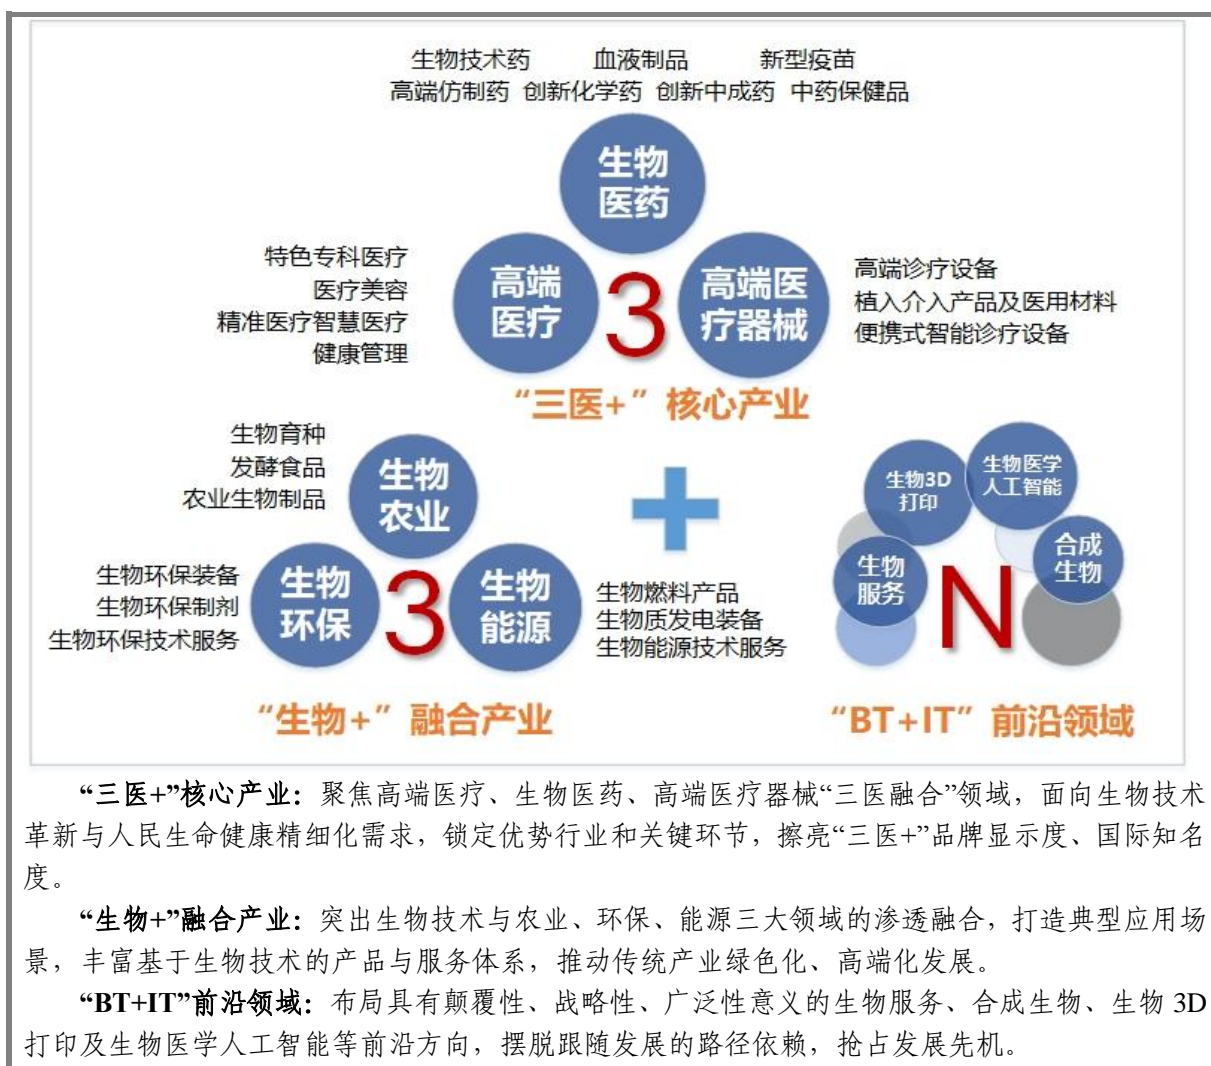 生物技术药 血液制品 新型疫苗
高端仿制药 创新化学药 创新中成药 中药保健品
生物
医药
特色专科医疗
医疗美容
精准医疗智慧医疗
健康管理
高端
医疗
3
高端医
疗器械
高端诊疗设备
植入介入产品及医用材料
便携式智能诊疗设备
“三医+”核心产业
生物育种
发酵食品
农业生物制品
生物
农业
生物环保装备
生物环保制剂
生物环保技术服务
生物
环保
3
生物
能源
生物燃料产品
生物质发电装备
生物能源技术服务
“生物+”融合产业
生物3D
打印
生物医学
人工智能
生物
服务
N
合成
生物
“BT+IT”前沿领域
“三医+”核心产业：聚焦高端医疗、生物医药、高端医疗器械“三医融合”领域，面向生物技术
革新与人民生命健康精细化需求，锁定优势行业和关键环节，擦亮“三医+”品牌显示度、国际知名
度。
“生物+”融合产业：突出生物技术与农业、环保、能源三大领域的渗透融合，打造典型应用场
景，丰富基于生物技术的产品与服务体系，推动传统产业绿色化、高端化发展。
“BT+IT”前沿领域：布局具有颠覆性、战略性、广泛性意义的生物服务、合成生物、生物 3D
打印及生物医学人工智能等前沿方向，摆脱跟随发展的路径依赖，抢占发展先机。